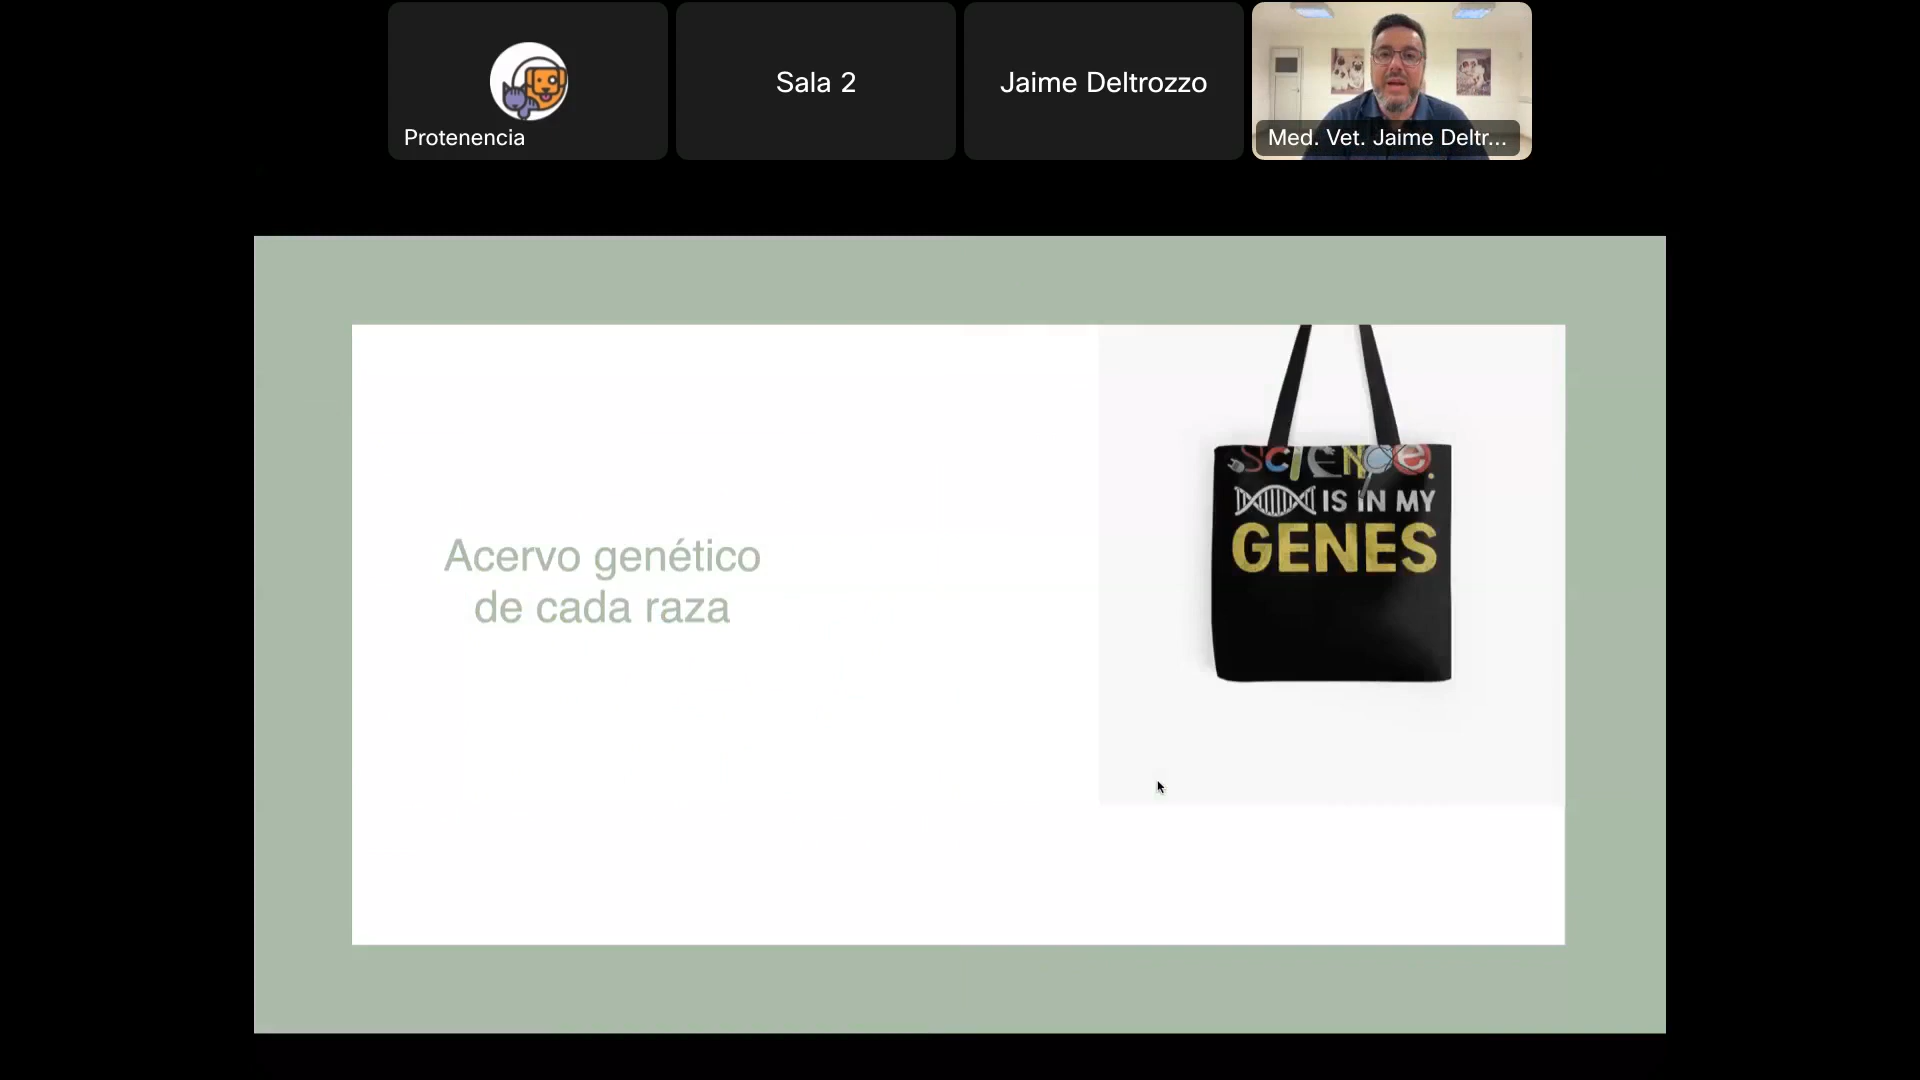 Protenencia
Sala 2
Jaime Deltrozzo
Med. Vet. Jaime Deltr...
Acervo genético
de cada raza
SCIENCE.
IS IN MY
GENES